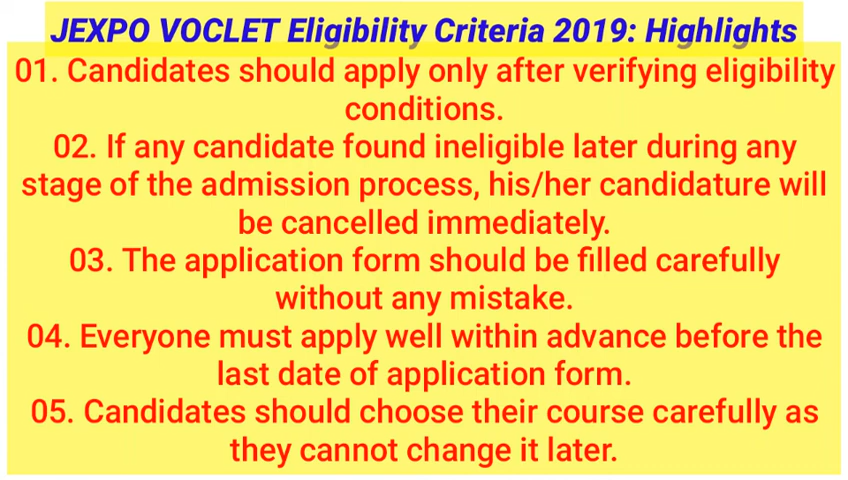 JEXPO VOCLET Eligibility Criteria 2019: Highlights
01. Candidates should apply only after verifying eligibility
conditions.
02. If any candidate found ineligible later during any
stage of the admission process, his/her candidature will
be cancelled immediately.
03. The application form should be filled carefully
without any mistake.
04. Everyone must apply well within advance before the
last date of application form.
05. Candidates should choose their course carefully as
they cannot change it later.